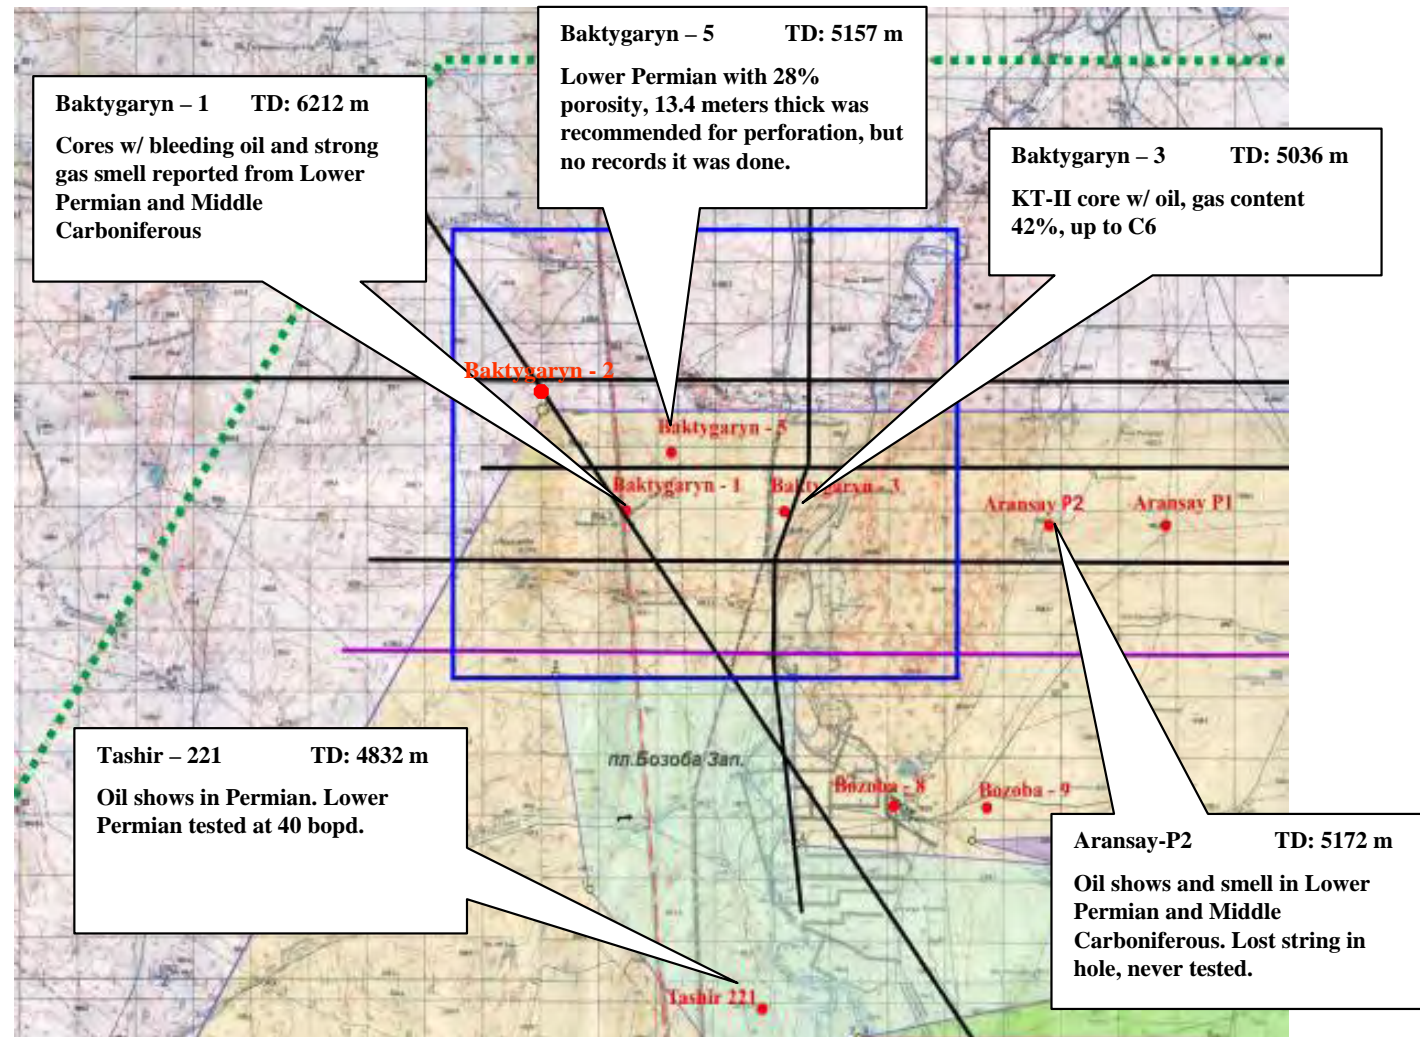 Baktygaryn – 5 TD: 5157 m
Lower Permian with 28%
porosity, 13.4 meters thick was
recommended for perforation, but
no records it was done.
Baktygaryn – 1 TD: 6212 m
Cores w/ bleeding oil and strong
gas smell reported from Lower
Permian and Middle
Carboniferous
Baktygaryn – 3 TD: 5036 m
KT-II core w/ oil, gas content
42%, up to C6
Baktygaryn - 2
Baktygaryn - 5
Baktygaryn - 1
Baktygaryn - 3
Aransay P2
Aransay P1
Tashir – 221 TD: 4832 m
Oil shows in Permian. Lower
Permian tested at 40 bopd.
пл.Бозоба Зап.
Bozoba - 8
Bozoba - 9
Aransay-P2 TD: 5172 m
Oil shows and smell in Lower
Permian and Middle
Carboniferous. Lost string in
hole, never tested.
Tashir 221